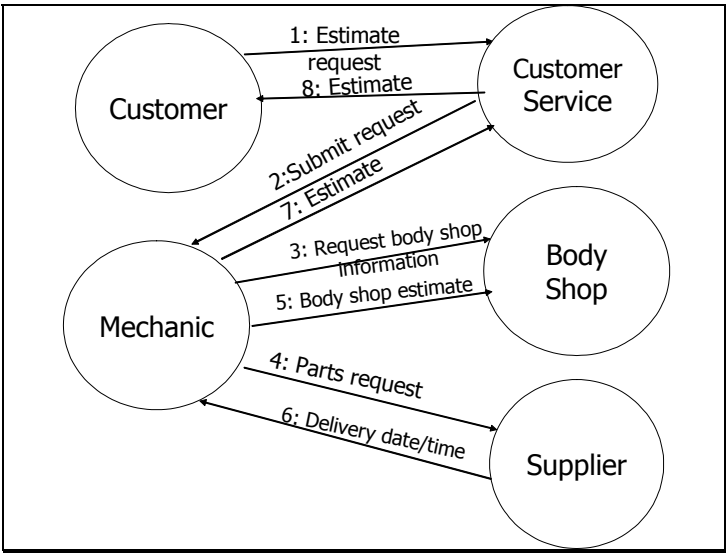 1: Estimate
request
8: Estimate
Customer
Customer
Service
2:Submit request
7: Estimate
3: Request body shop
information
Body
Shop
5: Body shop estimate
Mechanic
4: Parts request
6: Delivery date/time
Supplier